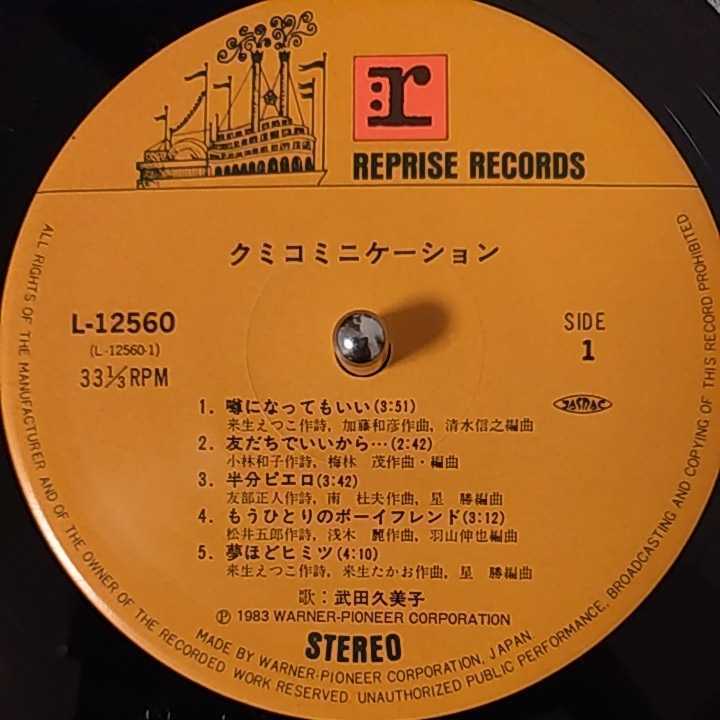 r
REPRISE RECORDS
クミコミニケーション
L-12560
(L-12560-1)
33⅓RPM
SIDE
1
JASRAC
1. 噂になってもいい(3:51)
来生えつこ作詩, 加藤和彦作曲, 清水信之編曲
2. 友だちでいいから…(2:42)
小林和子作詩, 梅林 茂作曲・編曲
3. 半分ピエロ(3:42)
友部正人作詩, 南 杜夫作曲, 星 勝編曲
4. もうひとりのボーイフレンド(3:12)
松井五郎作詩, 浅木 麗作曲, 羽山伸也編曲
5. 夢ほどヒミツ(4:10)
来生えつこ作詩, 来生たかお作曲, 星 勝編曲
歌：武田久美子
Ⓟ 1983 WARNER-PIONEER CORPORATION
STEREO
MADE BY WARNER-PIONEER CORPORATION, JAPAN
ALL RIGHTS OF THE MANUFACTURER AND OF THE OWNER OF THE RECORDED WORK RESERVED. UNAUTHORIZED PUBLIC PERFORMANCE, BROADCASTING AND COPYING OF THIS RECORD PROHIBITED